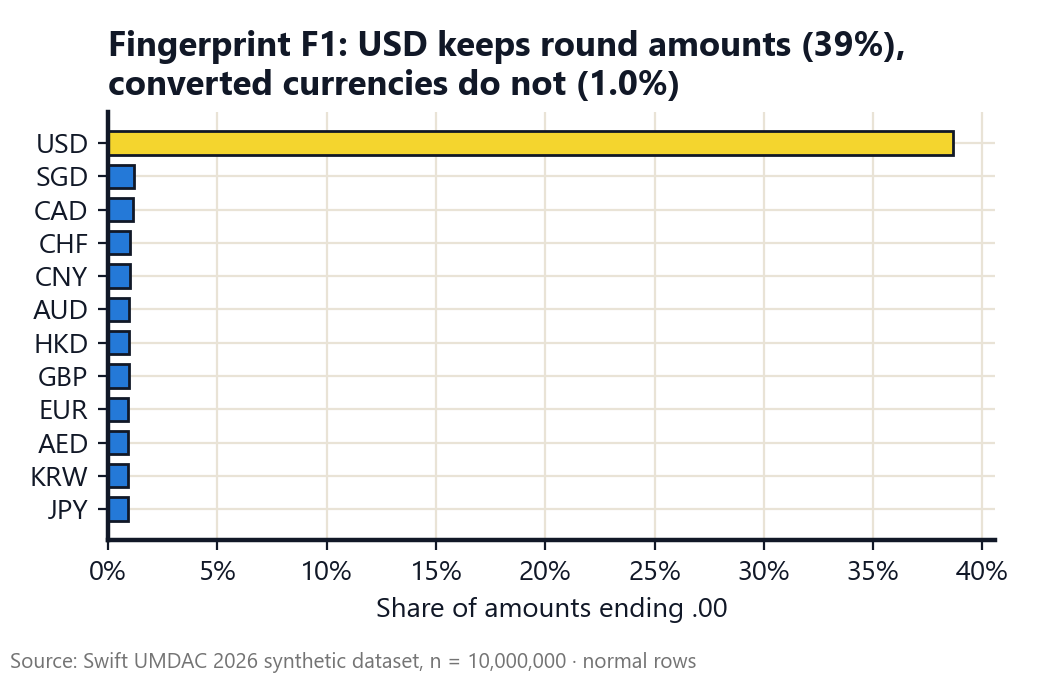 Fingerprint F1: USD keeps round amounts (39%),
converted currencies do not (1.0%)
USD
SGD
CAD
CHF
CNY
AUD
HKD
GBP
EUR
AED
KRW
JPY
0% 5% 10% 15% 20% 25% 30% 35% 40%
Share of amounts ending .00
Source: Swift UMDAC 2026 synthetic dataset, n = 10,000,000 · normal rows